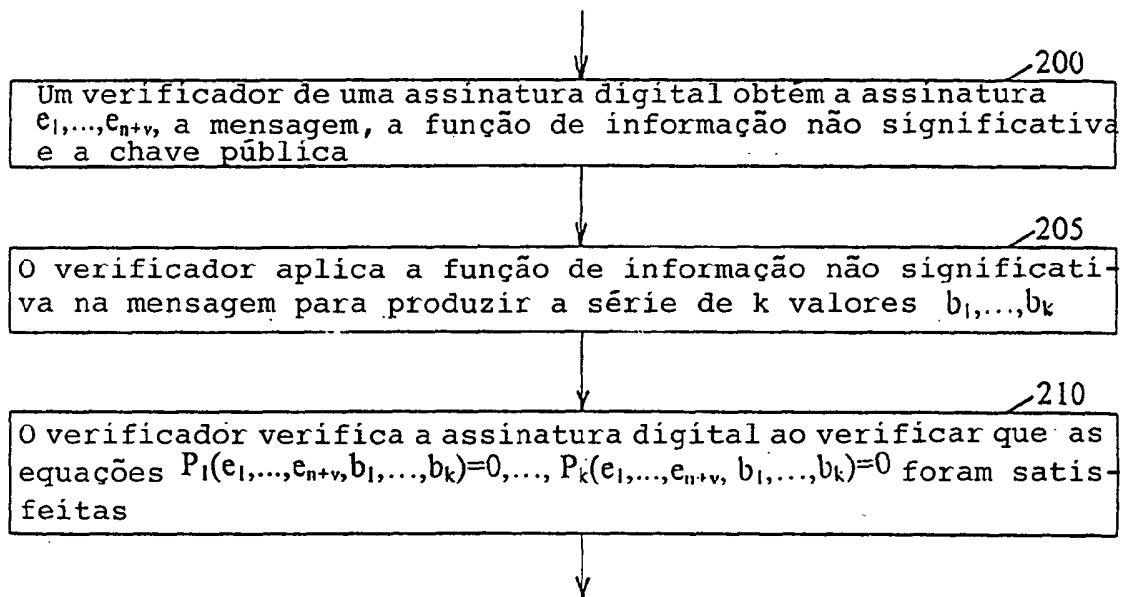 200
Um verificador de uma assinatura digital obtém a assinatura
e₁,...,eₙ₊ᵥ, a mensagem, a função de informação não significativa
e a chave pública
205
O verificador aplica a função de informação não significati-
va na mensagem para produzir a série de k valores b₁,...,bₖ
210
O verificador verifica a assinatura digital ao verificar que as
equações P₁(e₁,...,eₙ₊ᵥ,b₁,...,bₖ)=0,..., Pₖ(e₁,...,eₙ₊ᵥ, b₁,...,bₖ)=0 foram satis-
feitas